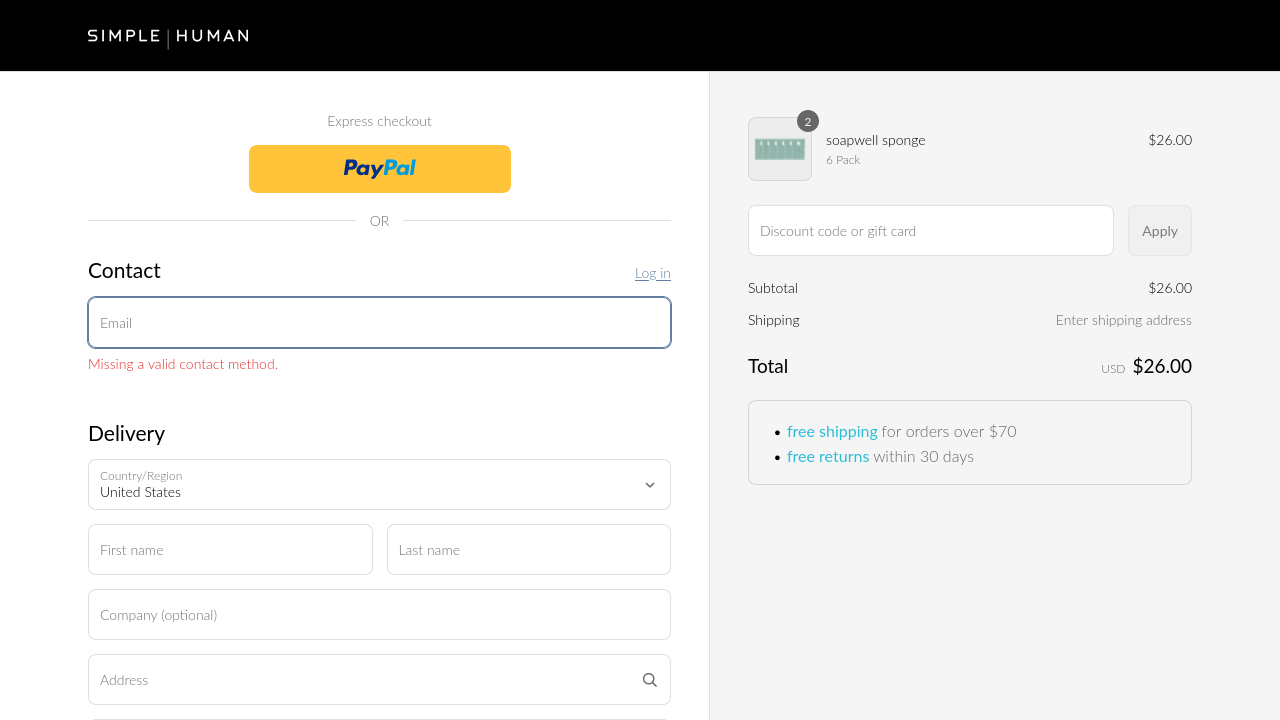 SIMPLE HUMAN
Express checkout
PayPal
OR
Contact
Log in
Email
Missing a valid contact method.
Delivery
Country/Region
United States
First name
Last name
Company (optional)
Address
2
soapwell sponge
$26.00
6 Pack
Discount code or gift card
Apply
Subtotal
$26.00
Shipping
Enter shipping address
Total
USD $26.00
• free shipping for orders over $70
• free returns within 30 days